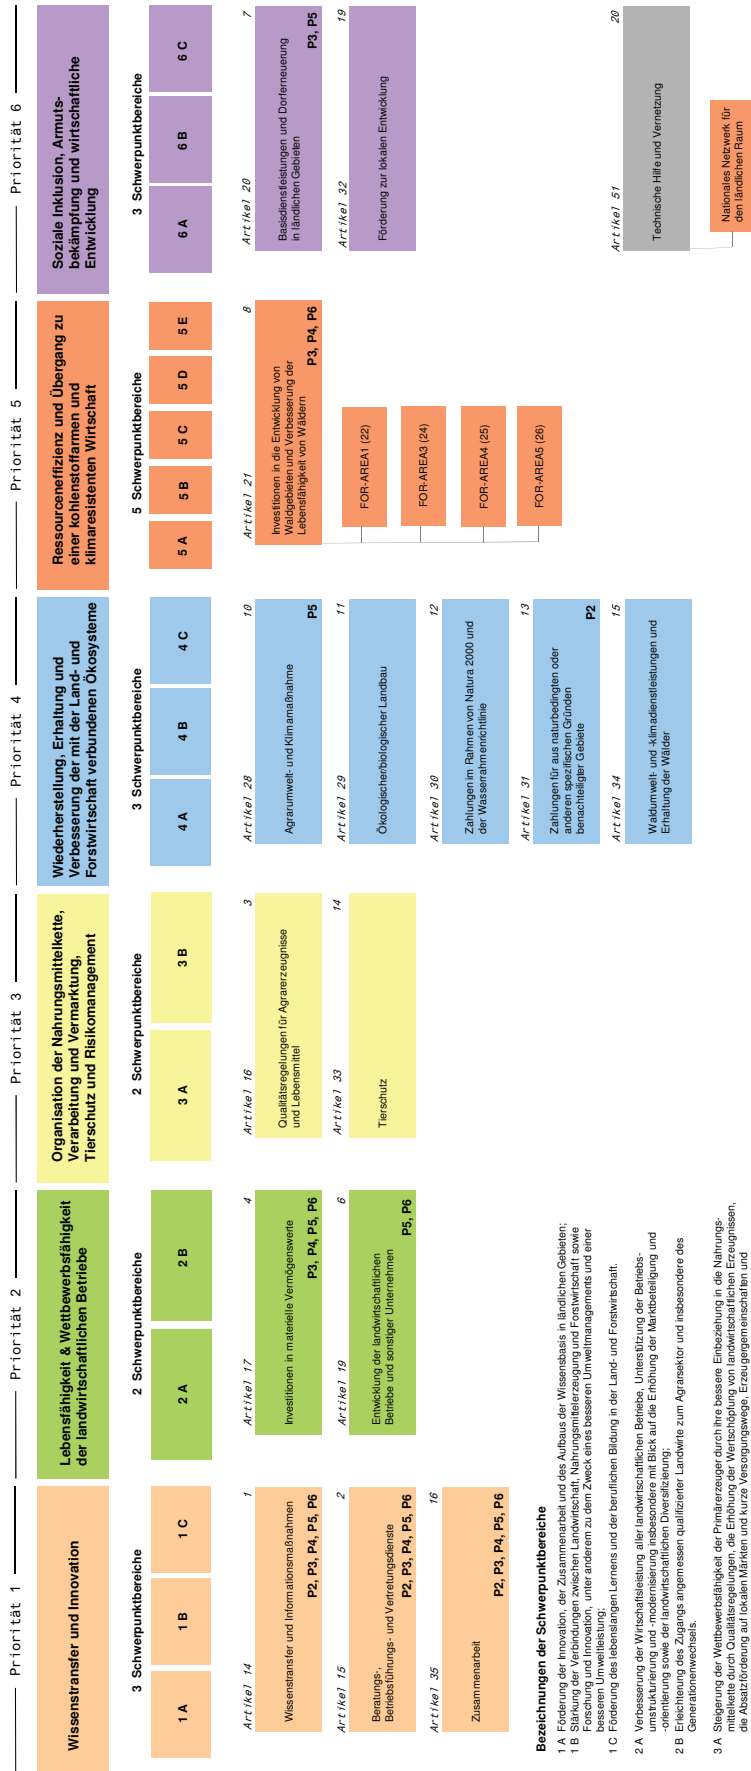 Priorität 1
Wissenstransfer und Innovation
3 Schwerpunktbereiche
1 A
1 B
1 C
Artikel 14
1
Wissenstransfer und Informationsmaßnahmen
P2, P3, P4, P5, P6
Artikel 15
2
Beratungs-,
Betriebsführungs- und Vertretungsdienste
P2, P3, P4, P5, P6
Artikel 35
16
Zusammenarbeit
P2, P3, P4, P5, P6
Priorität 2
Lebensfähigkeit & Wettbewerbsfähigkeit
der landwirtschaftlichen Betriebe
2 Schwerpunktbereiche
2 A
2 B
Artikel 17
4
Investitionen in materielle Vermögenswerte
P3, P4, P5, P6
Artikel 19
6
Entwicklung der landwirtschaftlichen
Betriebe und sonstiger Unternehmen
P5, P6
Priorität 3
Organisation der Nahrungsmittelkette,
Verarbeitung und Vermarktung,
Tierschutz und Risikomanagement
2 Schwerpunktbereiche
3 A
3 B
Artikel 16
3
Qualitätsregelungen für Agrarerzeugnisse
und Lebensmittel
Artikel 33
14
Tierschutz
Priorität 4
Wiederherstellung, Erhaltung und
Verbesserung der mit der Land- und
Forstwirtschaft verbundenen Ökosysteme
3 Schwerpunktbereiche
4 A
4 B
4 C
Artikel 28
10
Agrarumwelt- und Klimamaßnahme
P5
Artikel 29
11
Ökologischer/biologischer Landbau
Artikel 30
12
Zahlungen im Rahmen von Natura 2000 und
der Wasserrahmenrichtlinie
Artikel 31
13
Zahlungen für aus naturbedingten oder
anderen spezifischen Gründen
benachteiligter Gebiete
P2
Artikel 34
15
Waldumwelt- und -klimadienstleistungen und
Erhaltung der Wälder
Priorität 5
Ressourceneffizienz und Übergang zu
einer kohlenstoffarmen und
klimaresistenten Wirtschaft
5 Schwerpunktbereiche
5 A
5 B
5 C
5 D
5 E
Artikel 21
8
Investitionen in die Entwicklung von
Waldgebieten und Verbesserung der
Lebensfähigkeit von Wäldern
P3, P4, P6
FOR-AREA1 (22)
FOR-AREA3 (24)
FOR-AREA4 (25)
FOR-AREA5 (26)
Priorität 6
Soziale Inklusion, Armuts-
bekämpfung und wirtschaftliche
Entwicklung
3 Schwerpunktbereiche
6 A
6 B
6 C
Artikel 20
7
Basisdienstleistungen und Dorferneuerung
in ländlichen Gebieten
P3, P5
Artikel 32
19
Förderung zur lokalen Entwicklung
Artikel 51
20
Technische Hilfe und Vernetzung
Nationales Netzwerk für
den ländlichen Raum
Bezeichnungen der Schwerpunktbereiche
1 A Förderung der Innovation, der Zusammenarbeit und des Aufbaus der Wissensbasis in ländlichen Gebieten;
1 B Stärkung der Verbindungen zwischen Landwirtschaft, Nahrungsmittelerzeugung und Forstwirtschaft sowie
Forschung und Innovation, unter anderem zu dem Zweck eines besseren Umweltmanagements und einer
besseren Umweltleistung;
1 C Förderung des lebenslangen Lernens und der beruflichen Bildung in der Land- und Forstwirtschaft.
2 A Verbesserung der Wirtschaftsleistung aller landwirtschaftlichen Betriebe, Unterstützung der Betriebs-
umstrukturierung und -modernisierung insbesondere mit Blick auf die Erhöhung der Marktbeteiligung und
-orientierung sowie der landwirtschaftlichen Diversifizierung;
2 B Erleichterung des Zugangs angemessen qualifizierter Landwirte zum Agrarsektor und insbesondere des
Generationenwechsels.
3 A Steigerung der Wettbewerbsfähigkeit der Primärerzeuger durch ihre bessere Einbeziehung in die Nahrungs-
mittelkette durch Qualitätsregelungen, die Erhöhung der Wertschöpfung von landwirtschaftlichen Erzeugnissen,
die Absatzförderung auf lokalen Märkten und kurze Versorgungswege, Erzeugergemeinschaften und